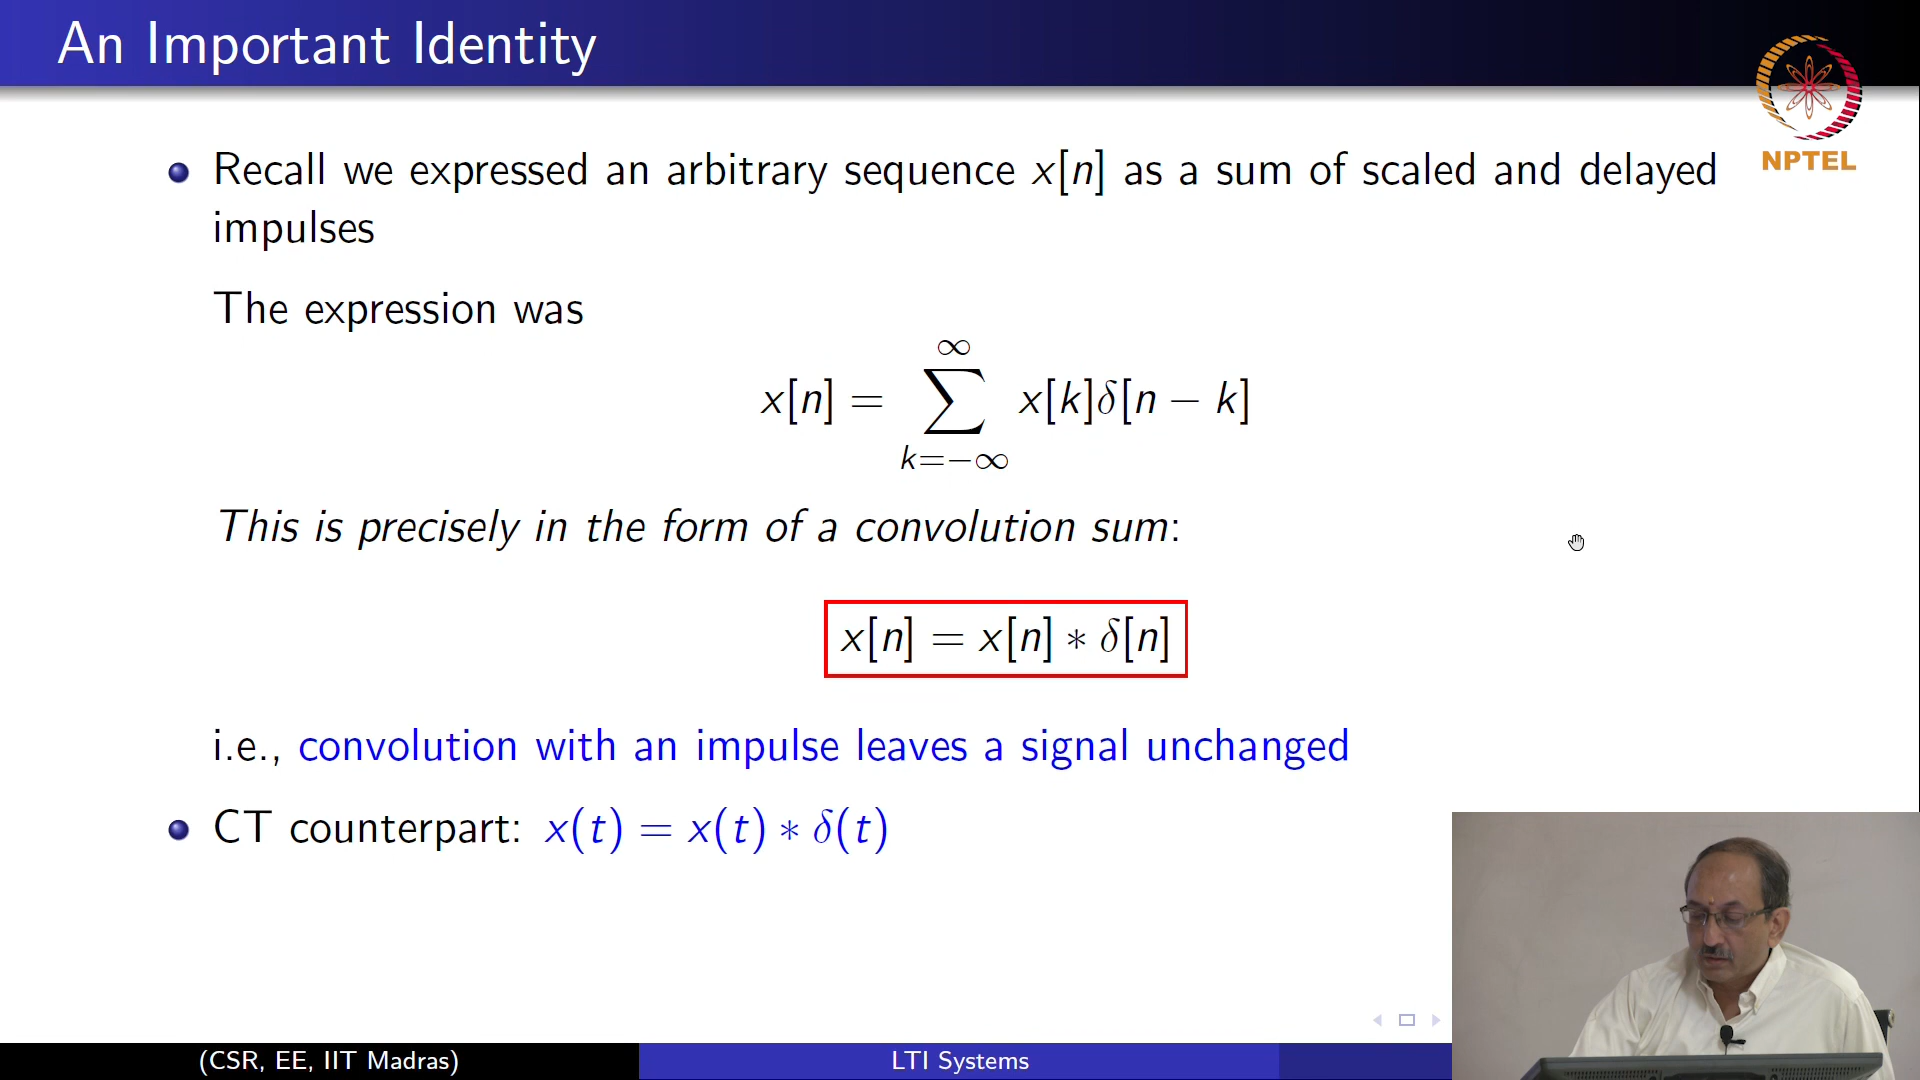 An Important Identity
NPTEL
Recall we expressed an arbitrary sequence x[n] as a sum of scaled and delayed
impulses
The expression was
x[n] = ∑_{k=−∞}^{∞} x[k]δ[n − k]
This is precisely in the form of a convolution sum:
x[n] = x[n] ∗ δ[n]
i.e., convolution with an impulse leaves a signal unchanged
CT counterpart: x(t) = x(t) ∗ δ(t)
(CSR, EE, IIT Madras)
LTI Systems